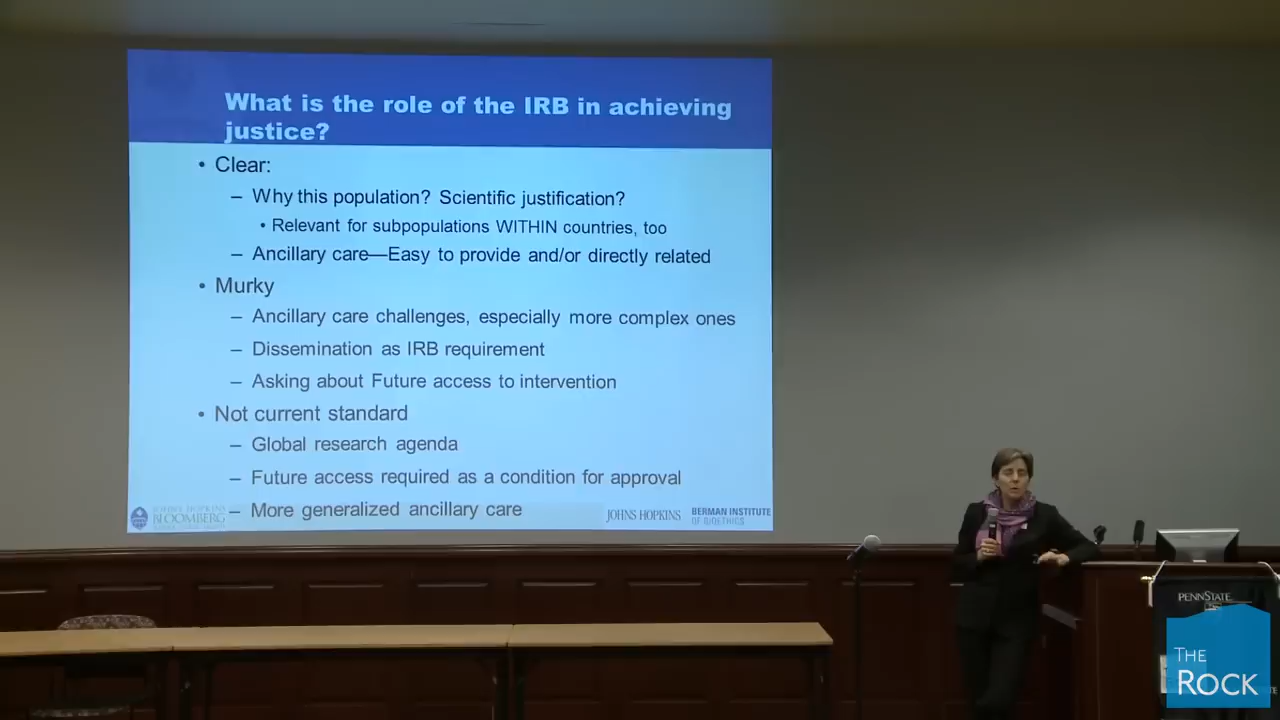 What is the role of the IRB in achieving
justice?
• Clear:
– Why this population? Scientific justification?
• Relevant for subpopulations WITHIN countries, too
– Ancillary care—Easy to provide and/or directly related
• Murky
– Ancillary care challenges, especially more complex ones
– Dissemination as IRB requirement
– Asking about Future access to intervention
• Not current standard
– Global research agenda
– Future access required as a condition for approval
– More generalized ancillary care
JOHNS HOPKINS
BLOOMBERG
JOHNS HOPKINS
BERMAN INSTITUTE
OF BIOETHICS
PENNSTATE
THE
ROCK